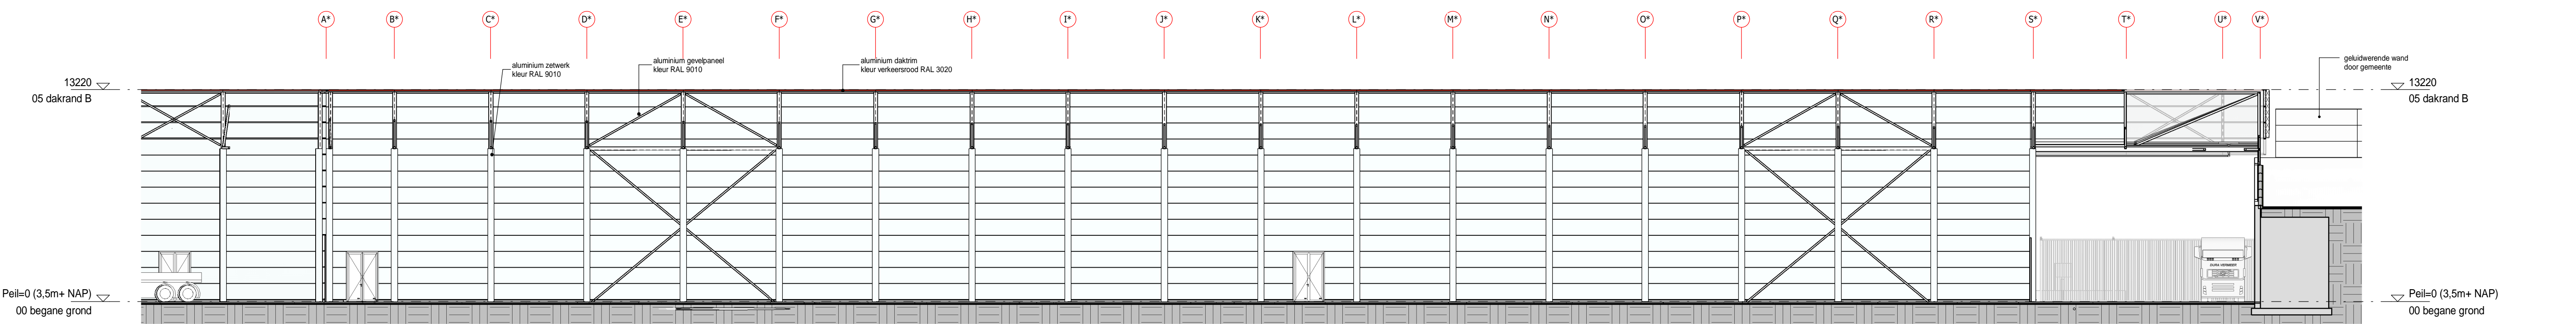 A* B* C* D* E* F* G* H* I* J* K* L* M* N* O* P* Q* R* S* T* U* V*
aluminium zetwerk
kleur RAL 9010
aluminium gevelpaneel
kleur RAL 9010
aluminium daktrim
kleur verkeersrood RAL 3020
geluidwerende wand
door gemeente
13220
05 dakrand B
13220
05 dakrand B
DURA VERMEER
Peil=0 (3,5m+ NAP)
00 begane grond
Peil=0 (3,5m+ NAP)
00 begane grond